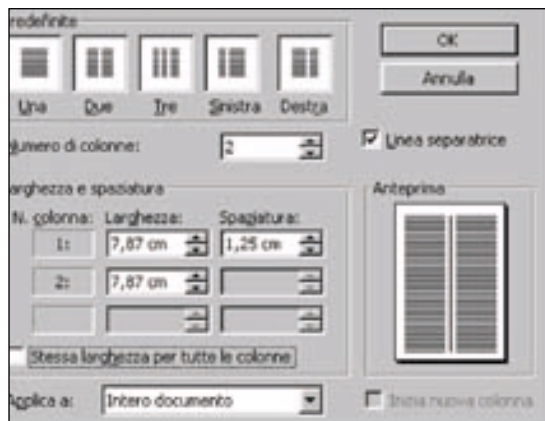 redefinite
OK
Annulla
Una Due Tre Sinistra Destra
Numero di colonne: 2
Linea separatrice
arghezza e spaziatura
Anteprima
N. colonna: Larghezza: Spaziatura:
1: 7,87 cm 1,25 cm
2: 7,87 cm
Stessa larghezza per tutte le colonne
Applica a: Intero documento
Inizia nuova colonna